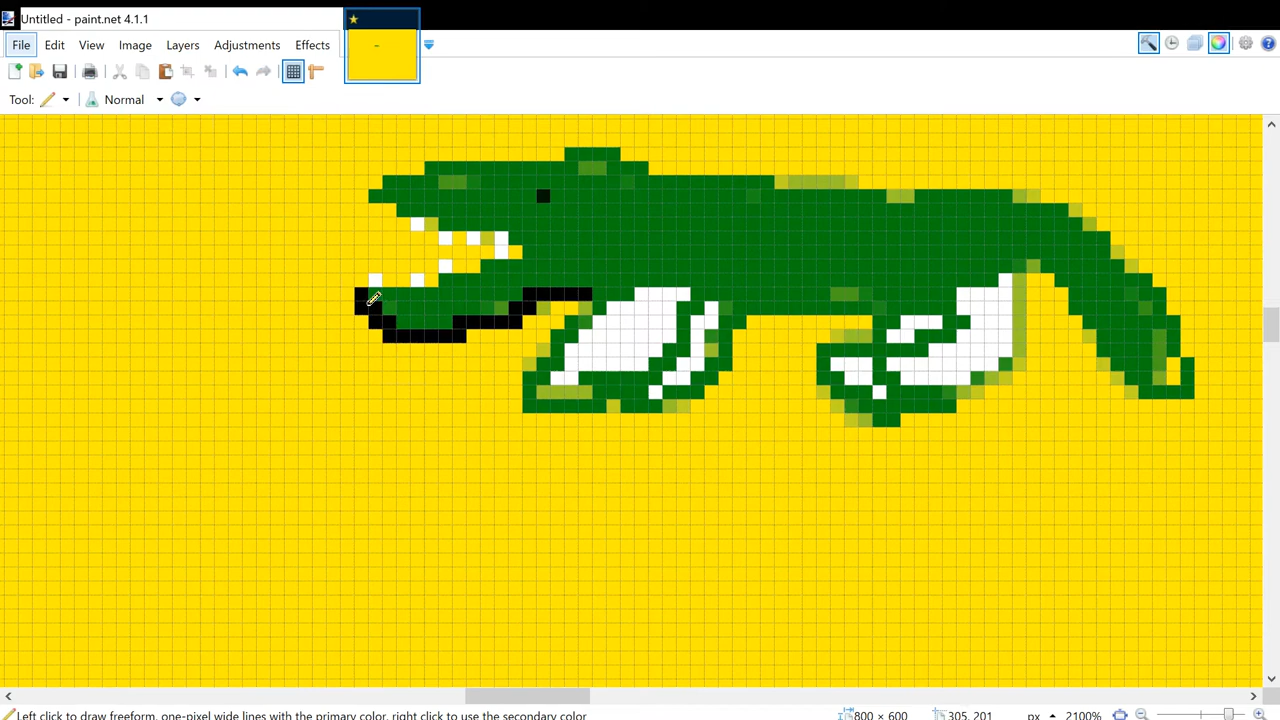 Untitled - paint.net 4.1.1
File Edit View Image Layers Adjustments Effects
Tool: Normal
Left click to draw freeform, one-pixel wide lines with the primary color, right click to use the secondary color 800 × 600 305, 201 px 2100%